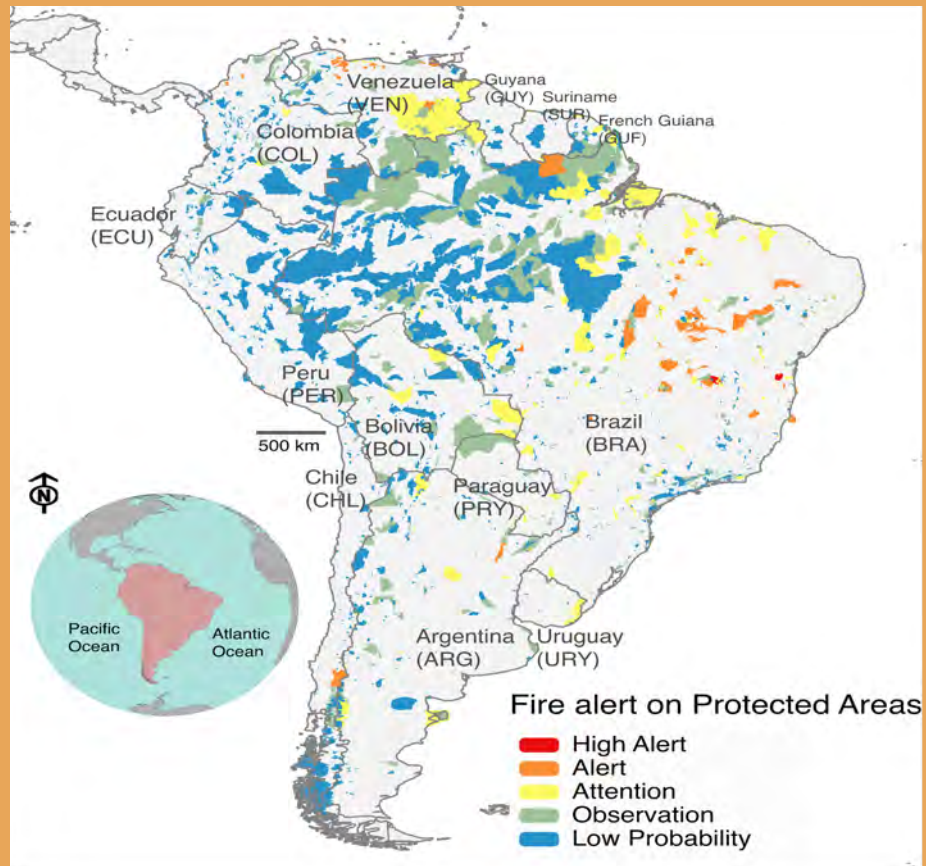 Venezuela
(VEN)
Guyana
(GUY)
Suriname
(SUR)
French Guiana
(GUF)
Colombia
(COL)
Ecuador
(ECU)
Peru
(PER)
500 km
Bolivia
(BOL)
Brazil
(BRA)
Chile
(CHL)
Paraguay
(PRY)
N
Pacific
Ocean
Atlantic
Ocean
Argentina
(ARG)
Uruguay
(URY)
Fire alert on Protected Areas
High Alert
Alert
Attention
Observation
Low Probability